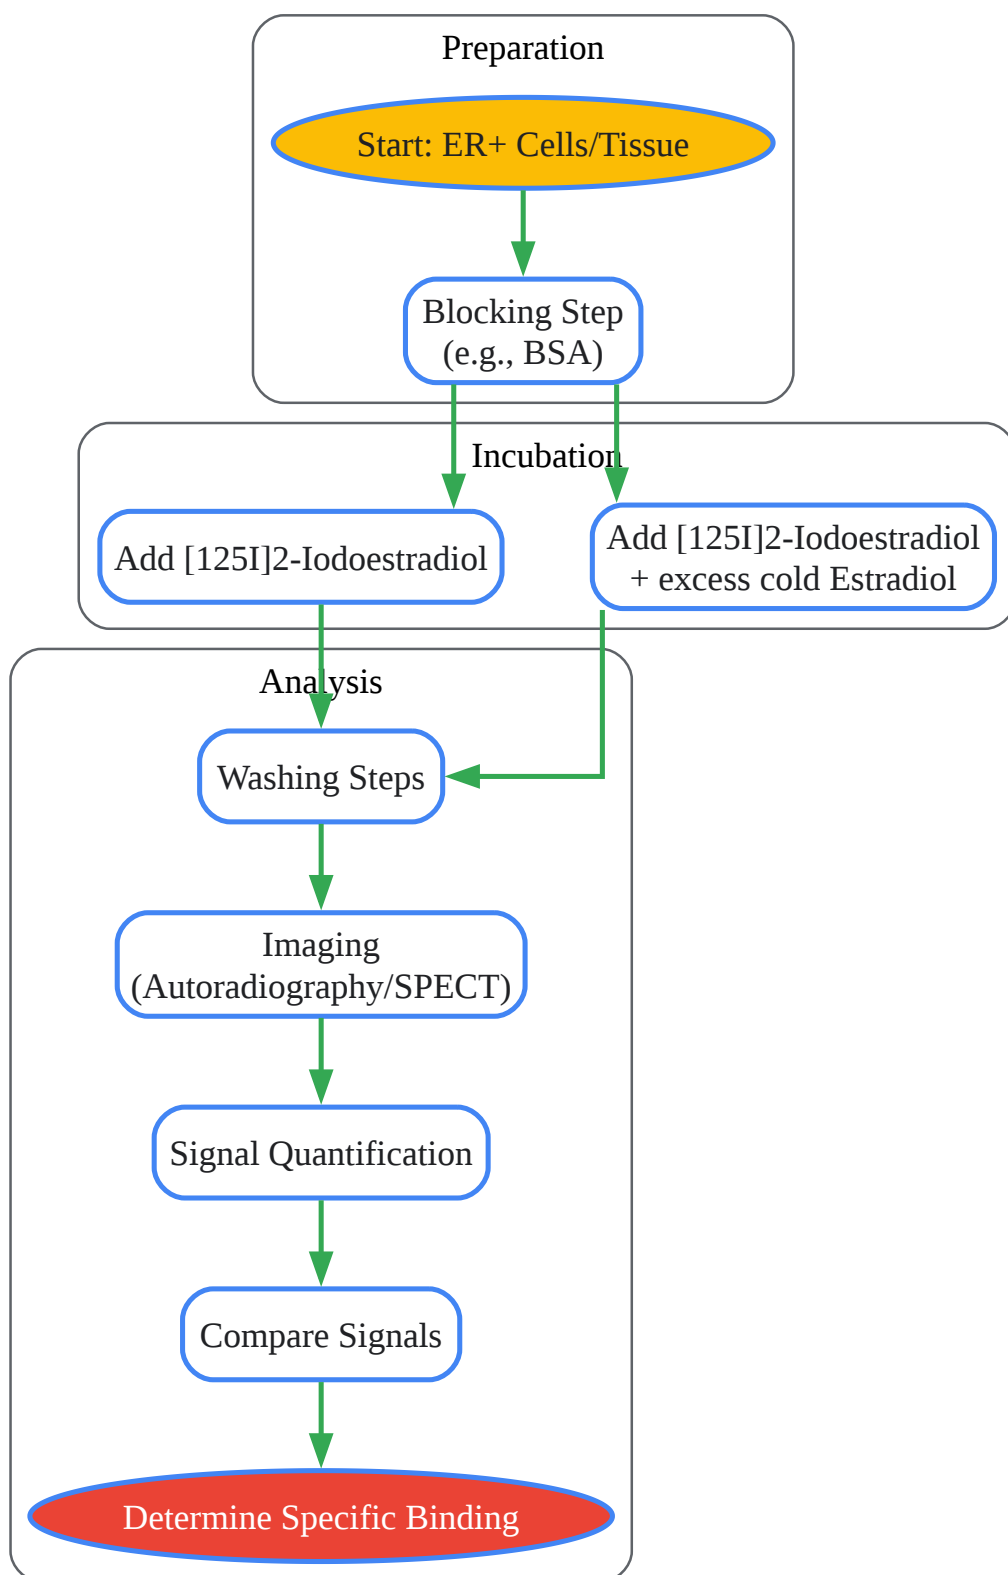 Preparation
Start: ER+ Cells/Tissue
Blocking Step
(e.g., BSA)
Incubation
Add [125I]2-Iodoestradiol
Add [125I]2-Iodoestradiol
+ excess cold Estradiol
Analysis
Washing Steps
Imaging
(Autoradiography/SPECT)
Signal Quantification
Compare Signals
Determine Specific Binding